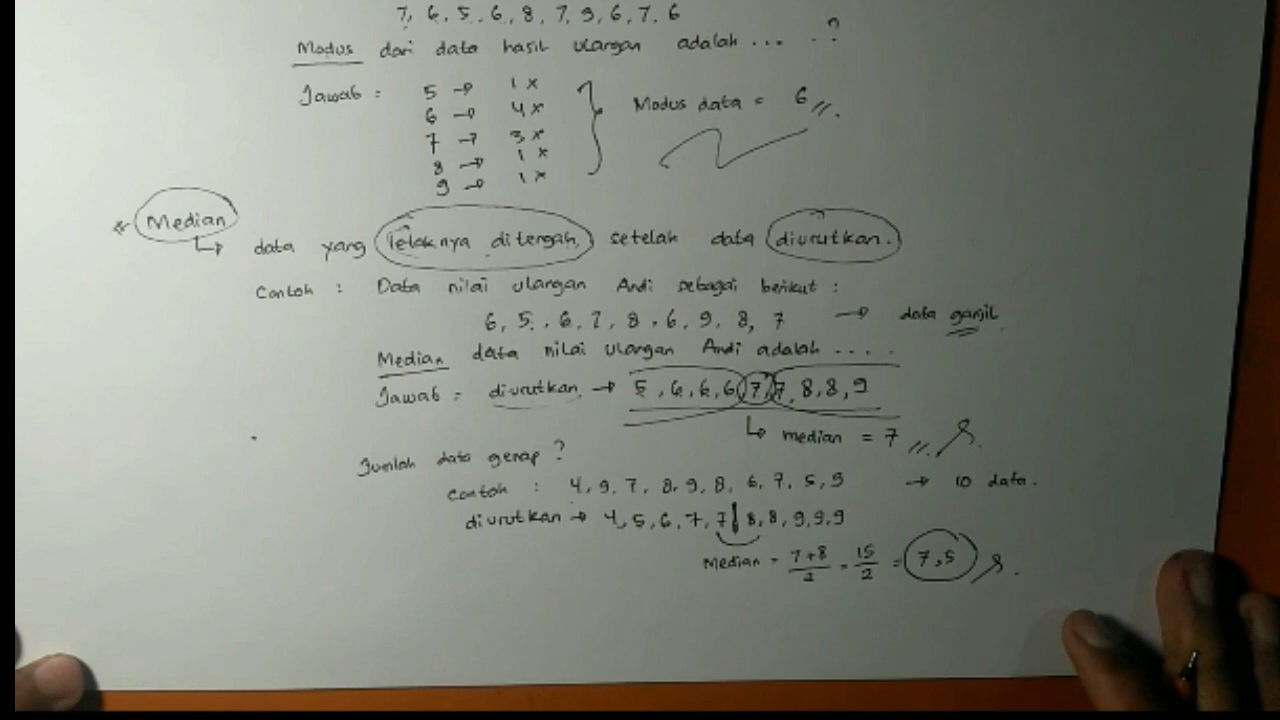 7, 6, 5, 6, 8, 7, 9, 6, 7, 6
Modus dari data hasil ulangan adalah ... . ?
Jawab = 5 → 1 x
6 → 4 x
7 → 3 x
8 → 1 x
9 → 1 x
Modus data = 6 //.
* Median
↳ data yang letaknya ditengah setelah data diurutkan.
Contoh : Data nilai ulangan Andi sebagai berikut :
6, 5, 6, 7, 8, 6, 9, 8, 7 → data ganjil
Median data nilai ulangan Andi adalah ....
Jawab = diurutkan → 5, 6, 6, 6, 7, 7, 8, 8, 9
↳ median = 7 //
Jumlah data genap ?
Contoh : 4, 9, 7, 8, 9, 8, 6, 7, 5, 9 → 10 data.
diurutkan → 4, 5, 6, 7, 7 | 8, 8, 9, 9, 9
Median = 7+8/2 = 15/2 = 7,5